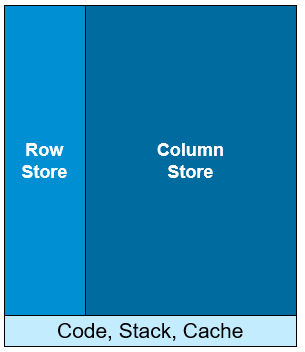 Row
Store
Column
Store
Code, Stack, Cache